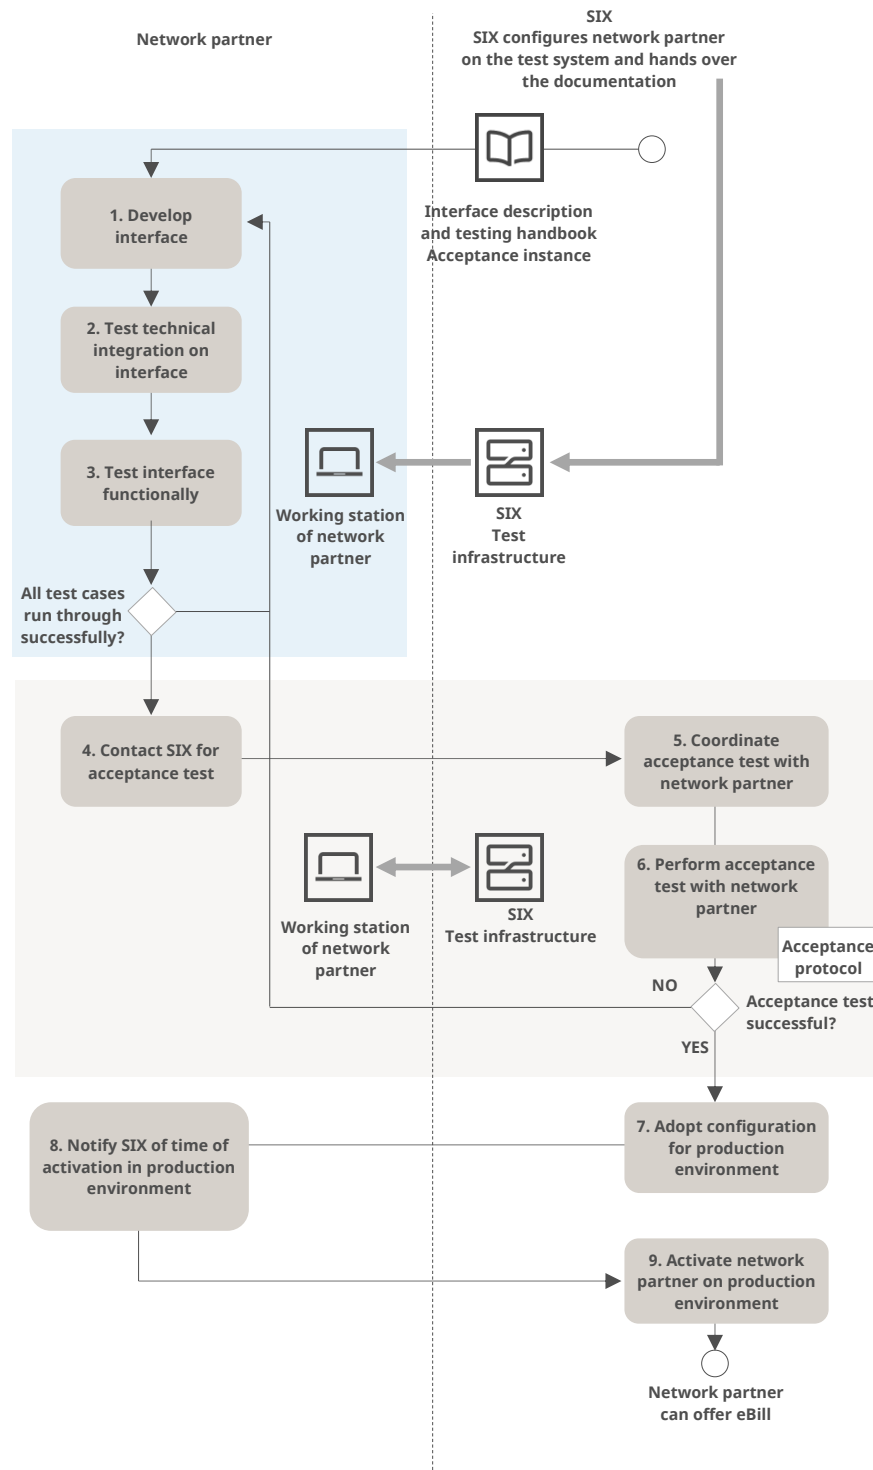 Network partner
SIX
SIX configures network partner
on the test system and hands over
the documentation
Interface description
and testing handbook
Acceptance instance
1. Develop
interface
2. Test technical
integration on
interface
3. Test interface
functionally
Working station
of network
partner
SIX
Test
infrastructure
All test cases
run through
successfully?
4. Contact SIX for
acceptance test
5. Coordinate
acceptance test with
network partner
6. Perform acceptance
test with network
partner
Working station
of network
partner
SIX
Test infrastructure
Acceptance
protocol
NO
Acceptance test
successful?
YES
7. Adopt configuration
for production
environment
8. Notify SIX of time of
activation in production
environment
9. Activate network
partner on production
environment
Network partner
can offer eBill